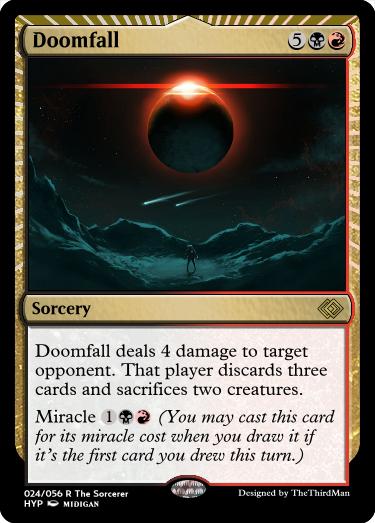 Doomfall 5
Sorcery
Doomfall deals 4 damage to target
opponent. That player discards three
cards and sacrifices two creatures.
Miracle 1 (You may cast this card
for its miracle cost when you draw it if
it's the first card you drew this turn.)
024/056 R The Sorcerer
HYP MIDIGAN
Designed by TheThirdMan